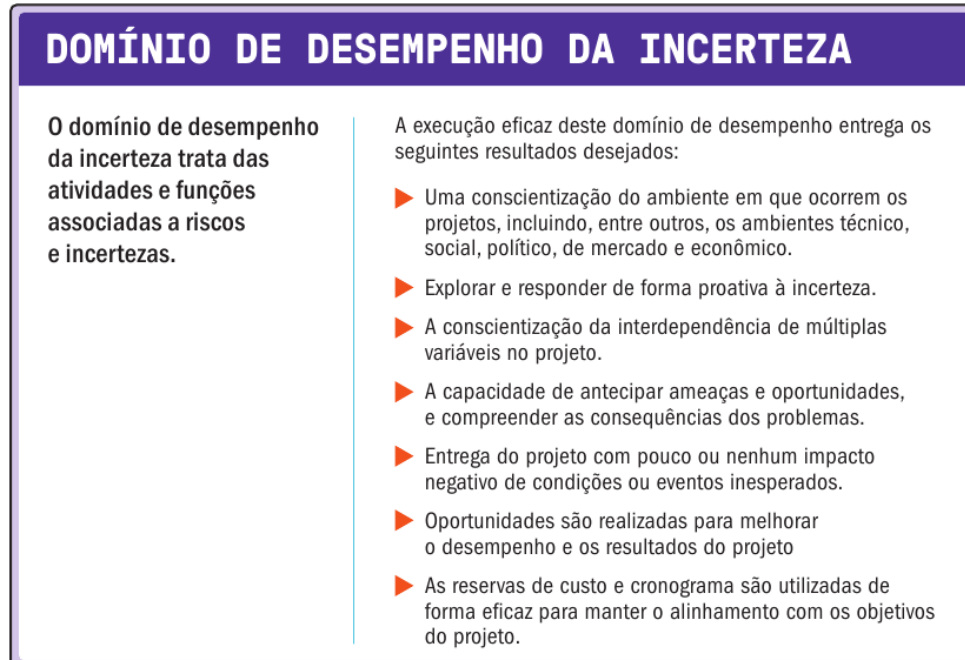 DOMÍNIO DE DESEMPENHO DA INCERTEZA
O domínio de desempenho
da incerteza trata das
atividades e funções
associadas a riscos
e incertezas.
A execução eficaz deste domínio de desempenho entrega os
seguintes resultados desejados:
Uma conscientização do ambiente em que ocorrem os
projetos, incluindo, entre outros, os ambientes técnico,
social, político, de mercado e econômico.
Explorar e responder de forma proativa à incerteza.
A conscientização da interdependência de múltiplas
variáveis no projeto.
A capacidade de antecipar ameaças e oportunidades,
e compreender as consequências dos problemas.
Entrega do projeto com pouco ou nenhum impacto
negativo de condições ou eventos inesperados.
Oportunidades são realizadas para melhorar
o desempenho e os resultados do projeto
As reservas de custo e cronograma são utilizadas de
forma eficaz para manter o alinhamento com os objetivos
do projeto.